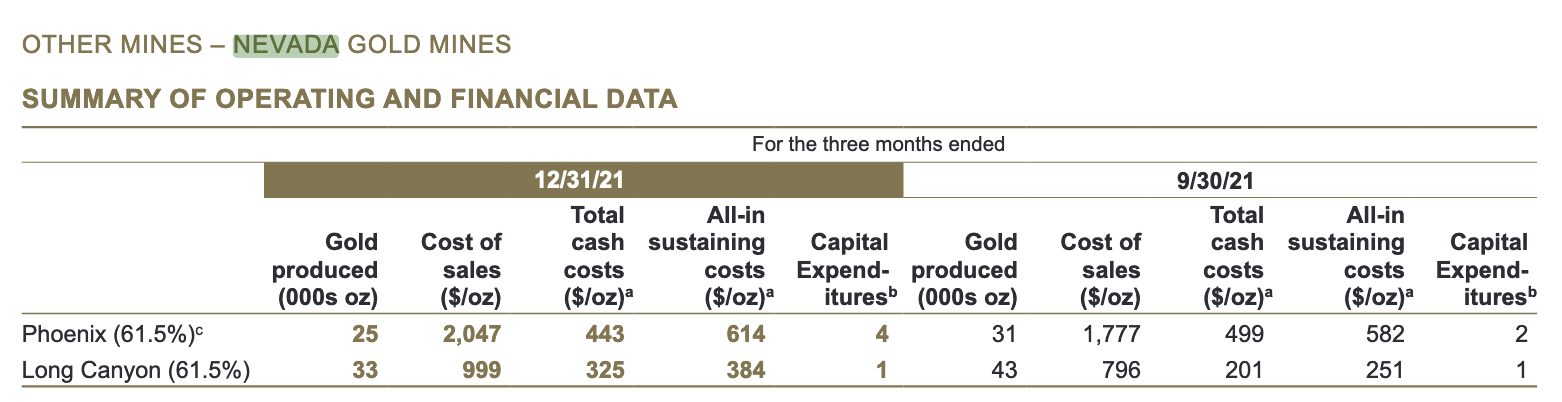 OTHER MINES – NEVADA GOLD MINES
SUMMARY OF OPERATING AND FINANCIAL DATA
For the three months ended
12/31/21 9/30/21
Total All-in Total All-in
Gold Cost of cash sustaining Capital Gold Cost of cash sustaining Capital
produced sales costs costs Expend- produced sales costs costs Expend-
(000s oz) ($/oz) ($/oz)ᵃ ($/oz)ᵃ ituresᵇ (000s oz) ($/oz) ($/oz)ᵃ ($/oz)ᵃ ituresᵇ
Phoenix (61.5%)ᶜ 25 2,047 443 614 4 31 1,777 499 582 2
Long Canyon (61.5%) 33 999 325 384 1 43 796 201 251 1